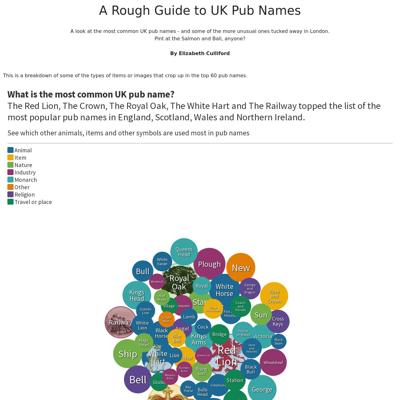 A Rough Guide to UK Pub Names
A look at the most common UK pub names - and some of the more unusual ones tucked away in London.
Pint at the Salmon and Ball, anyone?
By Elizabeth Culliford
This is a breakdown of some of the types of items or images that crop up in the top 60 pub names.
What is the most common UK pub name?
The Red Lion, The Crown, The Royal Oak, The White Hart and The Railway topped the list of the
most popular pub names in England, Scotland, Wales and Northern Ireland.
See which other animals, items and other symbols are used most in pub names
Animal
Item
Nature
Industry
Monarch
Other
Religion
Travel or place
Queens
Head
White
Swan
Plough
New
Bull
Royal
Oak
Royal
White
Horse
Kings
Head
Star
Sun
Cross
Keys
Railway
White
Lion
Lamb
Black
Horse
Angel
Cock
Kings
Arms
Bridge
Victoria
Ship
White
Hart
Lion
Red
Lion
Black
Bull
Bell
Station
George
Bulls
Head